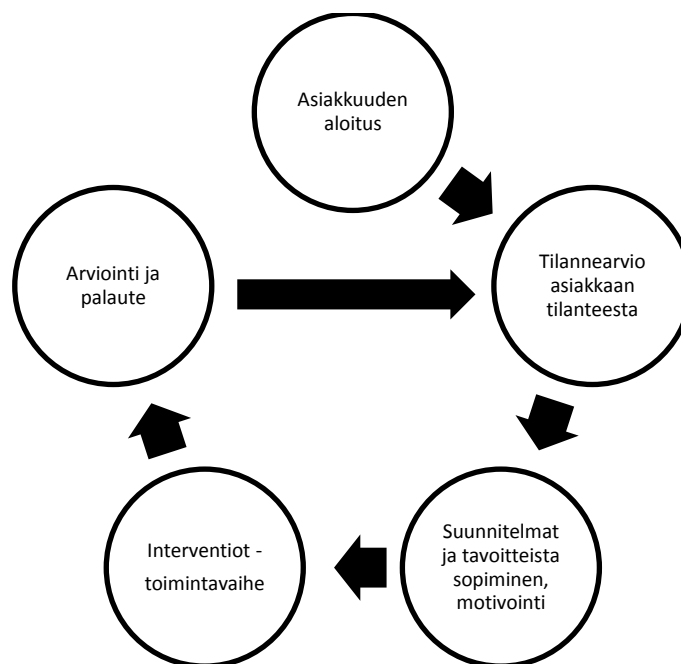 Asiakkuuden
aloitus
Tilannearvio
asiakkaan
tilanteesta
Suunnitelmat
ja tavoitteista
sopiminen,
motivointi
Interventiot -
toimintavaihe
Arviointi ja
palaute